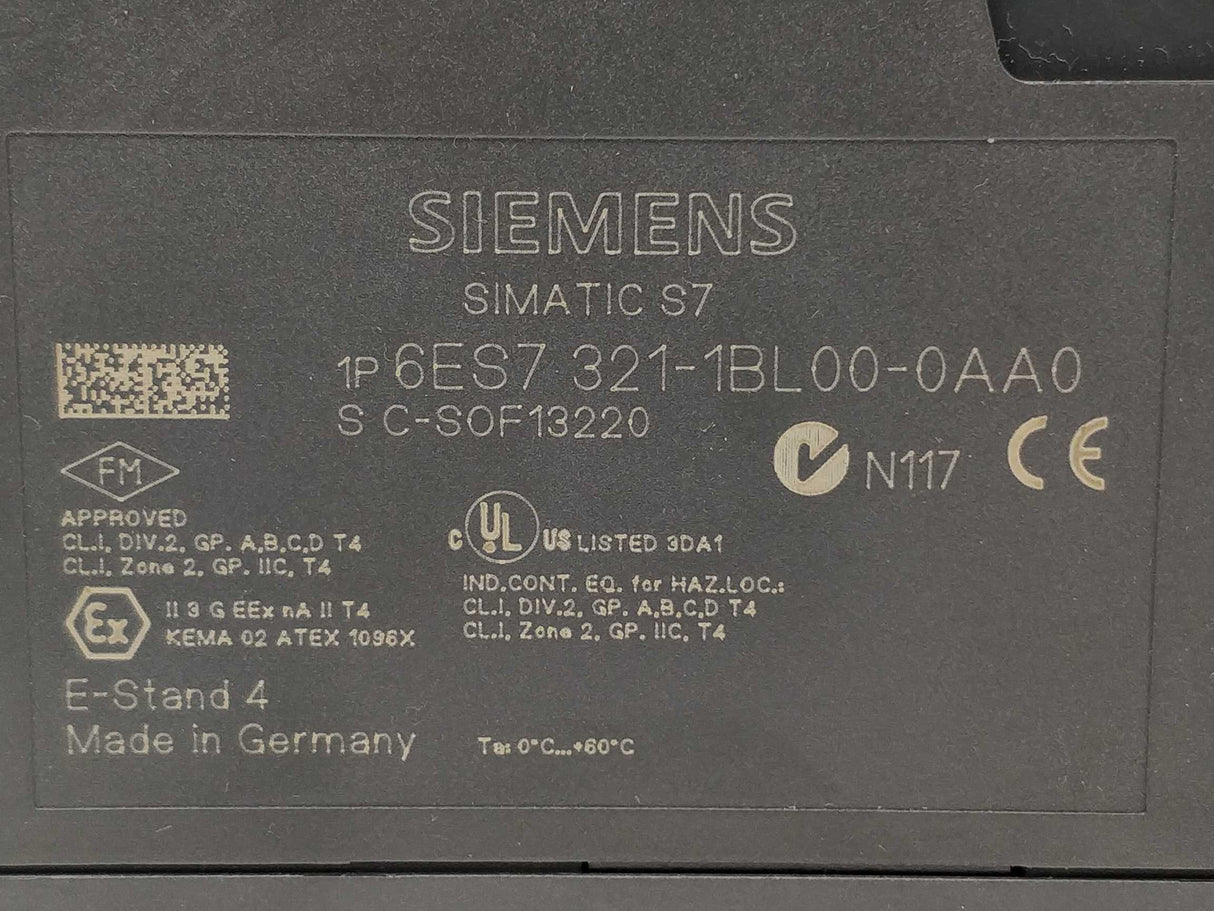 SIEMENS
SIMATIC S7
1P 6ES7 321-1BL00-0AA0
S C-SOF13220
N117 CE
FM
APPROVED
CL.I, DIV.2, GP. A,B,C,D T4
CL.I, Zone 2, GP. IIC, T4
C UL US LISTED 3DA1
IND.CONT. EQ. for HAZ.LOC.:
CL.I, DIV.2, GP. A,B,C,D T4
CL.I, Zone 2, GP. IIC, T4
Ex II 3 G EEx nA II T4
KEMA 02 ATEX 1096X
E-Stand 4
Made in Germany
Ta: 0°C...+60°C